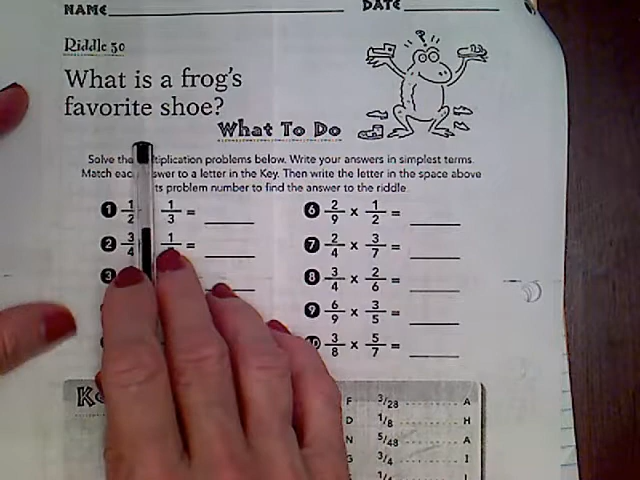 NAME DATE
Riddle 30
What is a frog's
favorite shoe?
What To Do
Solve the multiplication problems below. Write your answers in simplest terms.
Match each answer to a letter in the Key. Then write the letter in the space above
its problem number to find the answer to the riddle.
1 1/2 1/3 =
2 3/4 1/ =
3
6 2/9 x 1/2 =
7 2/4 x 3/7 =
8 3/4 x 2/6 =
9 6/9 x 3/5 =
10 3/8 x 5/7 =
F 3/28 A
D 1/8 H
N 5/48 A
G 3/4 I